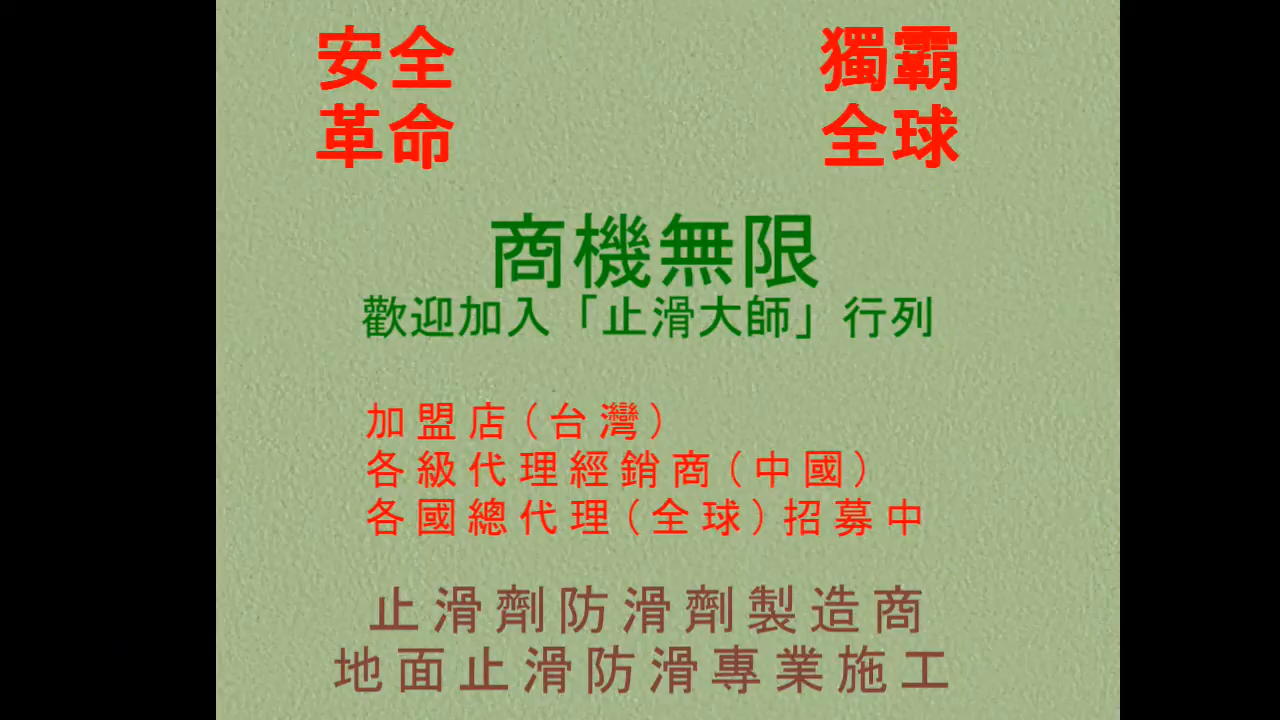 安全 獨霸
革命 全球
商機無限
歡迎加入「止滑大師」行列
加盟店(台灣)
各級代理經銷商(中國)
各國總代理(全球)招募中
止滑劑防滑劑製造商
地面止滑防滑專業施工